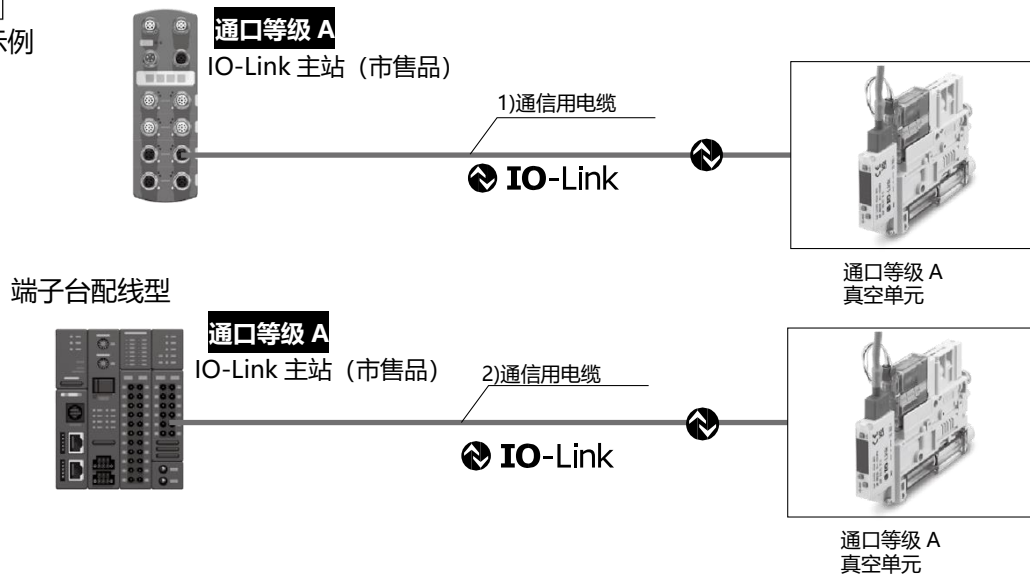 示例
通口等级 A
IO-Link 主站（市售品）
1)通信用电缆
IO-Link
通口等级 A
真空单元
端子台配线型
通口等级 A
IO-Link 主站（市售品）
2)通信用电缆
IO-Link
通口等级 A
真空单元